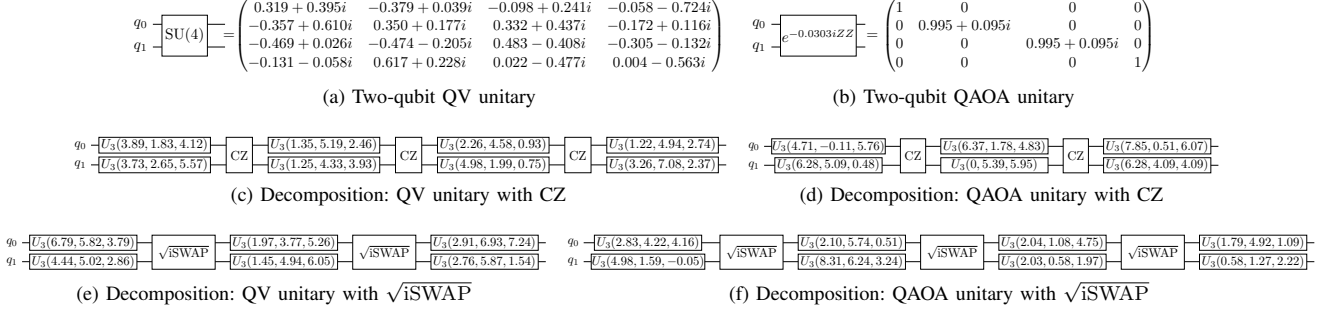 0.319 + 0.395i −0.379 + 0.039i −0.098 + 0.241i −0.058 − 0.724i
q0 −0.357 + 0.610i 0.350 + 0.177i 0.332 + 0.437i −0.172 + 0.116i
q1 SU(4) = −0.469 + 0.026i −0.474 − 0.205i 0.483 − 0.408i −0.305 − 0.132i
−0.131 − 0.058i 0.617 + 0.228i 0.022 − 0.477i 0.004 − 0.563i
(a) Two-qubit QV unitary
1 0 0 0
q0 0 0.995 + 0.095i 0 0
q1 e^{−0.0303iZZ} = 0 0 0.995 + 0.095i 0
0 0 0 1
(b) Two-qubit QAOA unitary
q0 U3(3.89, 1.83, 4.12) CZ U3(1.35, 5.19, 2.46) CZ U3(2.26, 4.58, 0.93) CZ U3(1.22, 4.94, 2.74)
q1 U3(3.73, 2.65, 5.57) U3(1.25, 4.33, 3.93) U3(4.98, 1.99, 0.75) U3(3.26, 7.08, 2.37)
(c) Decomposition: QV unitary with CZ
q0 U3(4.71, −0.11, 5.76) CZ U3(6.37, 1.78, 4.83) CZ U3(7.85, 0.51, 6.07)
q1 U3(6.28, 5.09, 0.48) U3(0, 5.39, 5.95) U3(6.28, 4.09, 4.09)
(d) Decomposition: QAOA unitary with CZ
q0 U3(6.79, 5.82, 3.79) √iSWAP U3(1.97, 3.77, 5.26) √iSWAP U3(2.91, 6.93, 7.24)
q1 U3(4.44, 5.02, 2.86) U3(1.45, 4.94, 6.05) U3(2.76, 5.87, 1.54)
(e) Decomposition: QV unitary with √iSWAP
q0 U3(2.83, 4.22, 4.16) √iSWAP U3(2.10, 5.74, 0.51) √iSWAP U3(2.04, 1.08, 4.75) √iSWAP U3(1.79, 4.92, 1.09)
q1 U3(4.98, 1.59, −0.05) U3(8.31, 6.24, 3.24) U3(2.03, 0.58, 1.97) U3(0.58, 1.27, 2.22)
(f) Decomposition: QAOA unitary with √iSWAP